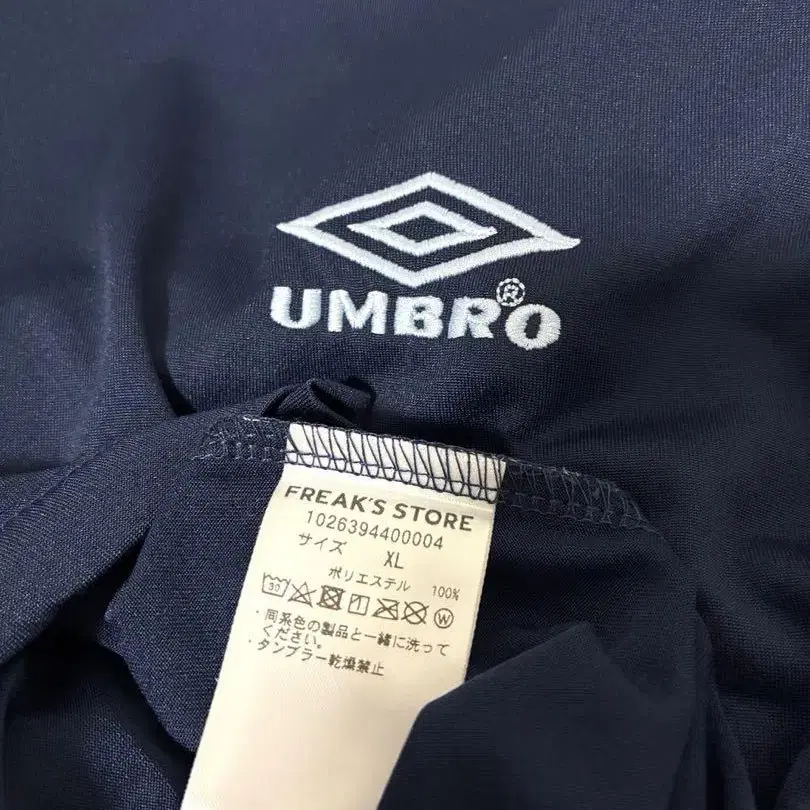 UMBRO®
FREAK'S STORE
1026394400004
サイズ XL
ポリエステル 100%
30 W
・同系色の製品と一緒に洗って
ください。
・タンブラー乾燥禁止